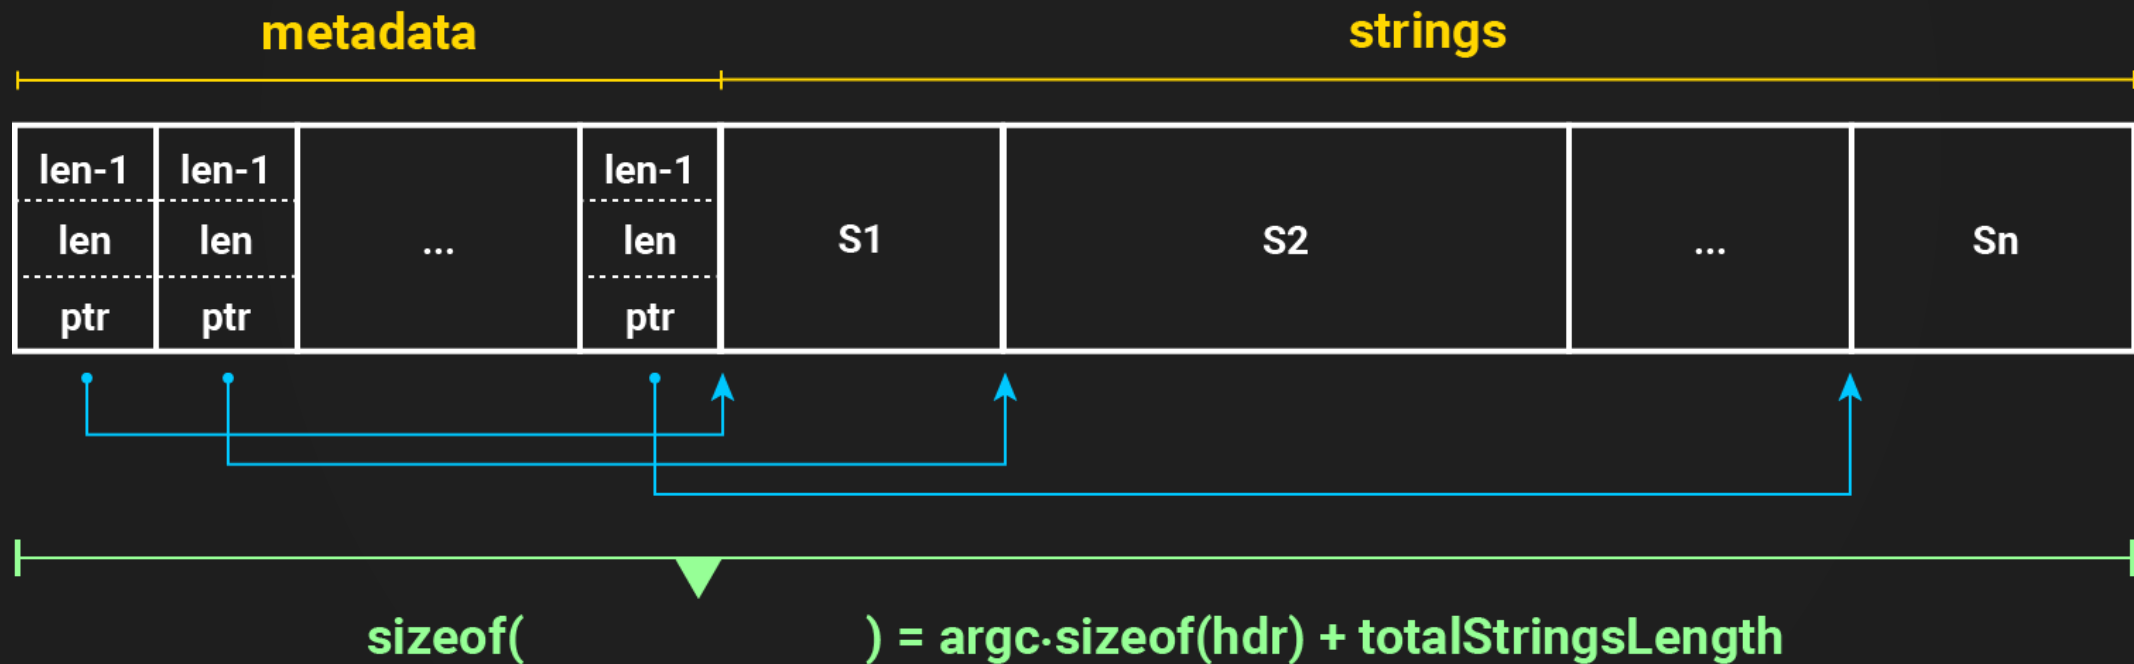 metadata strings
len-1 len-1 len-1
len len ... len S1 S2 ... Sn
ptr ptr ptr
sizeof( ) = argc·sizeof(hdr) + totalStringsLength